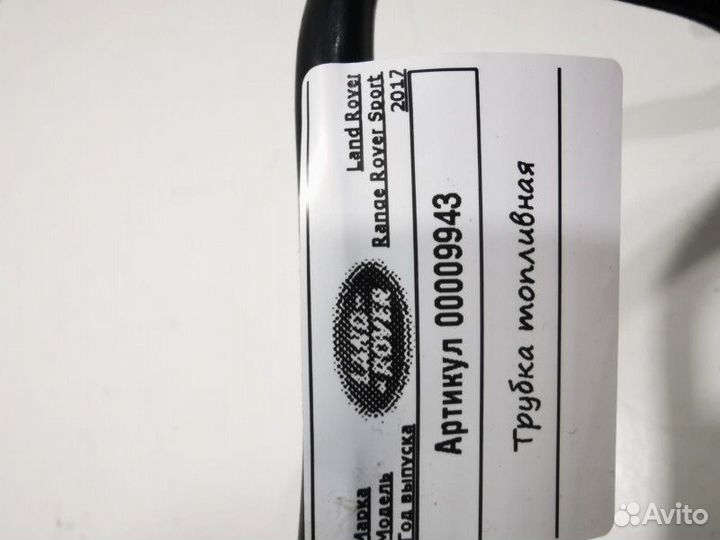 Марка Land Rover
Модель Range Rover Sport
Год выпуска 2017
LAND ROVER
Артикул 00009943
Трубка топливная
Avito